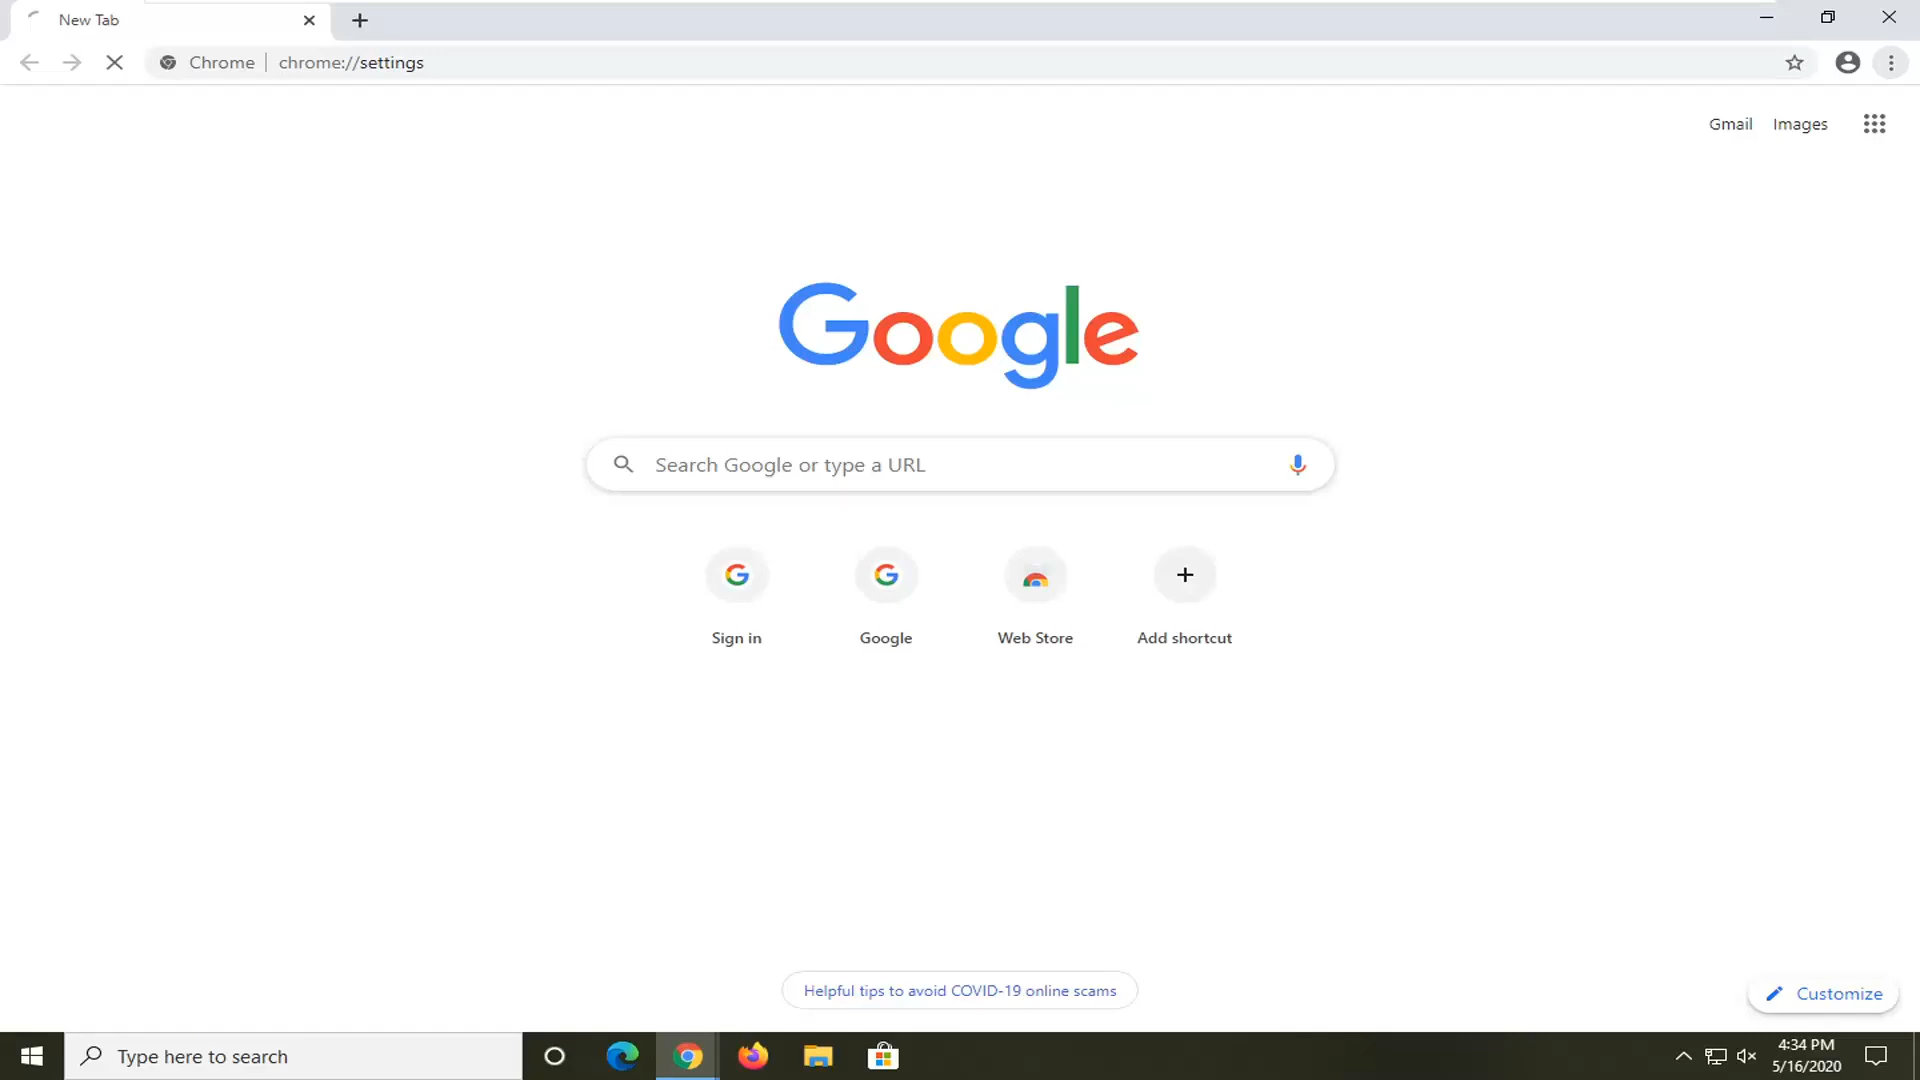 New Tab
Chrome | chrome://settings
Gmail Images
Google
Search Google or type a URL
Sign in Google Web Store Add shortcut
Helpful tips to avoid COVID-19 online scams
Customize
Type here to search
4:34 PM
5/16/2020